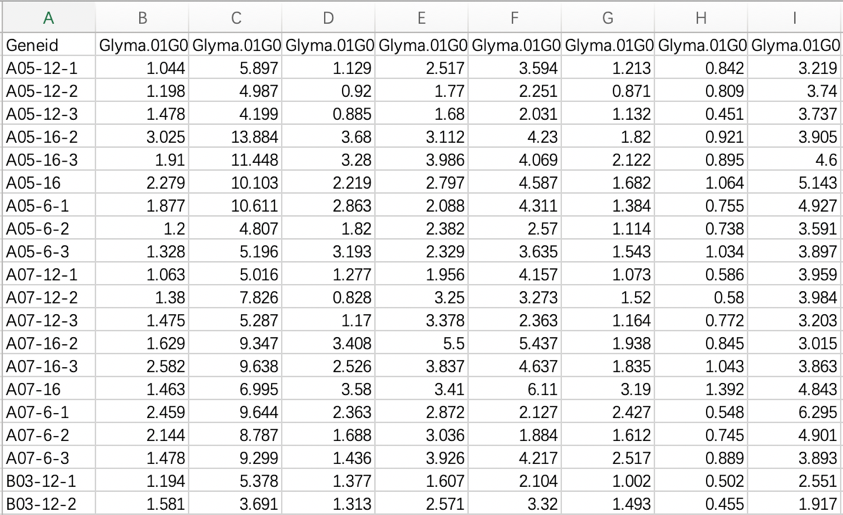 A B C D E F G H I
Geneid Glyma.01G0 Glyma.01G0 Glyma.01G0 Glyma.01G0 Glyma.01G0 Glyma.01G0 Glyma.01G0 Glyma.01G0
A05-12-1 1.044 5.897 1.129 2.517 3.594 1.213 0.842 3.219
A05-12-2 1.198 4.987 0.92 1.77 2.251 0.871 0.809 3.74
A05-12-3 1.478 4.199 0.885 1.68 2.031 1.132 0.451 3.737
A05-16-2 3.025 13.884 3.68 3.112 4.23 1.82 0.921 3.905
A05-16-3 1.91 11.448 3.28 3.986 4.069 2.122 0.895 4.6
A05-16 2.279 10.103 2.219 2.797 4.587 1.682 1.064 5.143
A05-6-1 1.877 10.611 2.863 2.088 4.311 1.384 0.755 4.927
A05-6-2 1.2 4.807 1.82 2.382 2.57 1.114 0.738 3.591
A05-6-3 1.328 5.196 3.193 2.329 3.635 1.543 1.034 3.897
A07-12-1 1.063 5.016 1.277 1.956 4.157 1.073 0.586 3.959
A07-12-2 1.38 7.826 0.828 3.25 3.273 1.52 0.58 3.984
A07-12-3 1.475 5.287 1.17 3.378 2.363 1.164 0.772 3.203
A07-16-2 1.629 9.347 3.408 5.5 5.437 1.938 0.845 3.015
A07-16-3 2.582 9.638 2.526 3.837 4.637 1.835 1.043 3.863
A07-16 1.463 6.995 3.58 3.41 6.11 3.19 1.392 4.843
A07-6-1 2.459 9.644 2.363 2.872 2.127 2.427 0.548 6.295
A07-6-2 2.144 8.787 1.688 3.036 1.884 1.612 0.745 4.901
A07-6-3 1.478 9.299 1.436 3.926 4.217 2.517 0.889 3.893
B03-12-1 1.194 5.378 1.377 1.607 2.104 1.002 0.502 2.551
B03-12-2 1.581 3.691 1.313 2.571 3.32 1.493 0.455 1.917